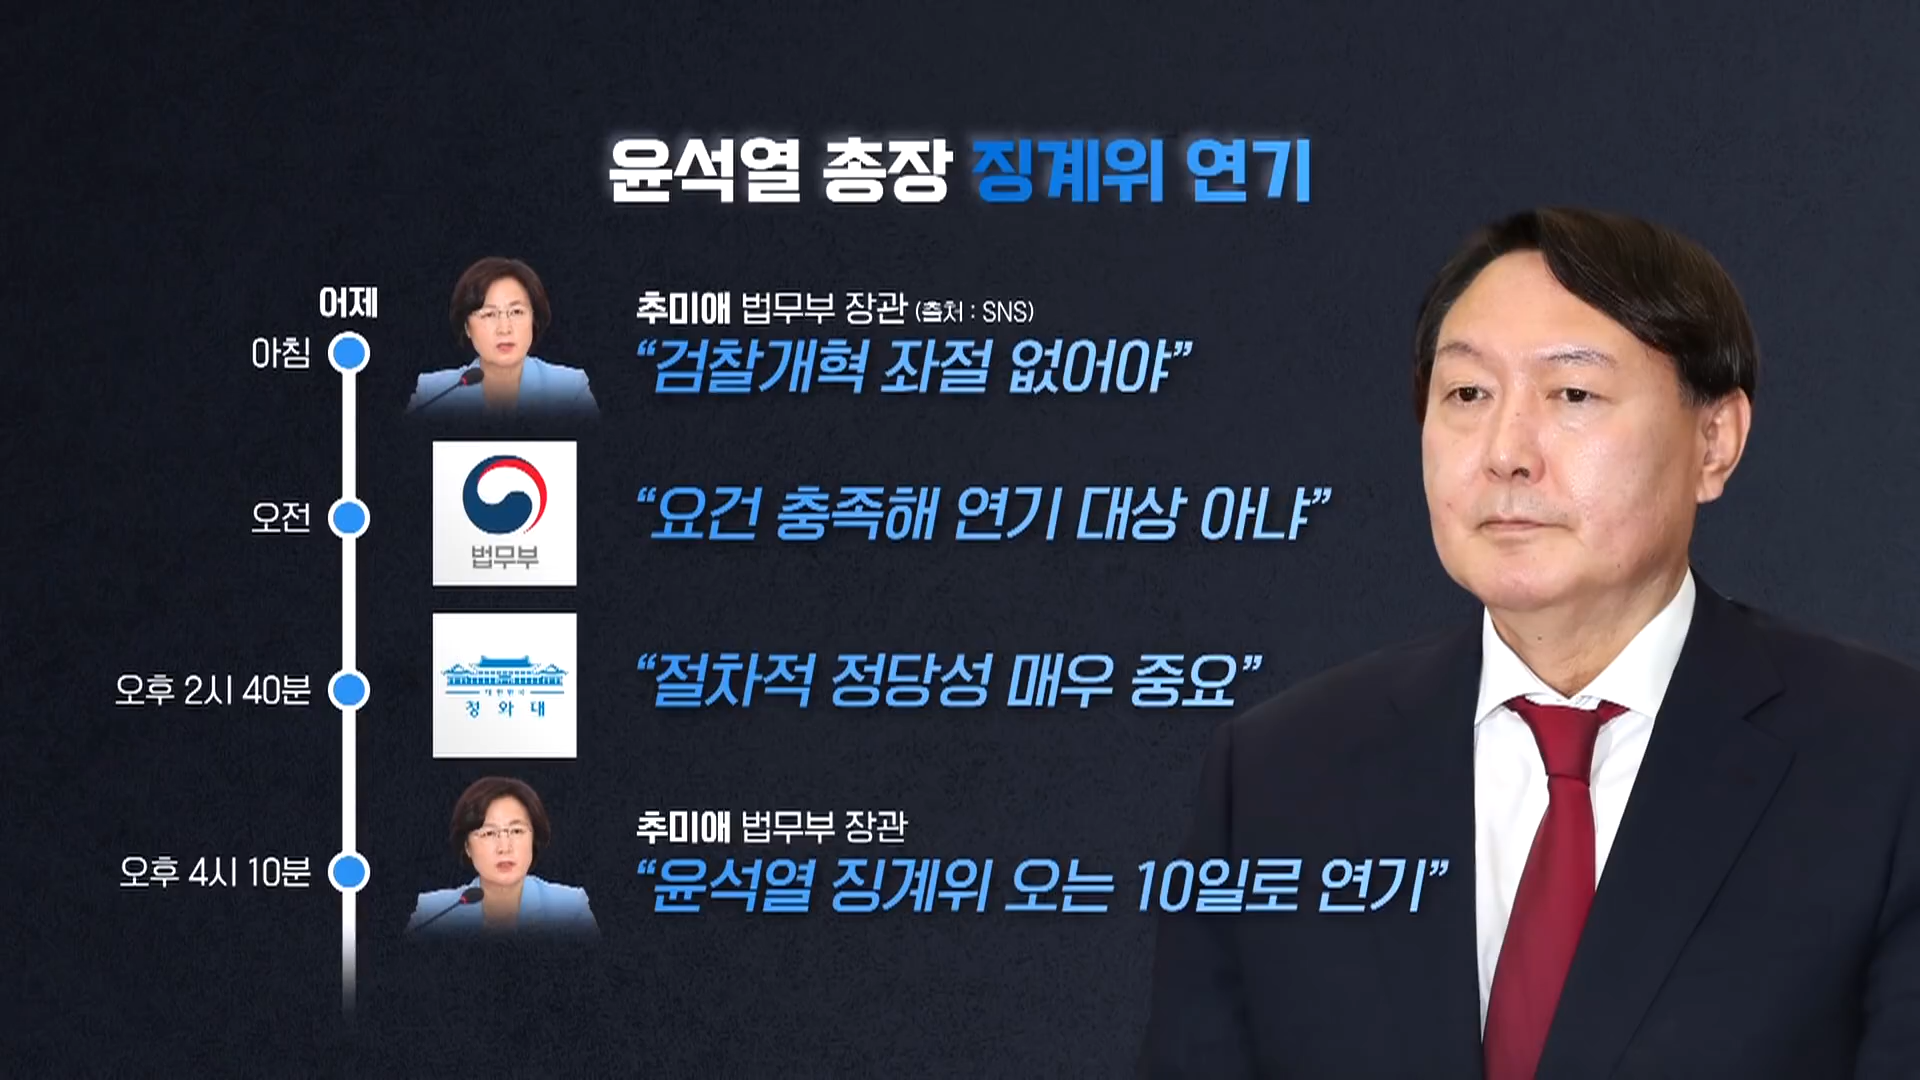 윤석열 총장 징계위 연기
어제
아침
추미애 법무부 장관 (출처 : SNS)
“검찰개혁 좌절 없어야”
오전
법무부
“요건 충족해 연기 대상 아냐”
오후 2시 40분
대한민국
청와대
“절차적 정당성 매우 중요”
오후 4시 10분
추미애 법무부 장관
“윤석열 징계위 오는 10일로 연기”